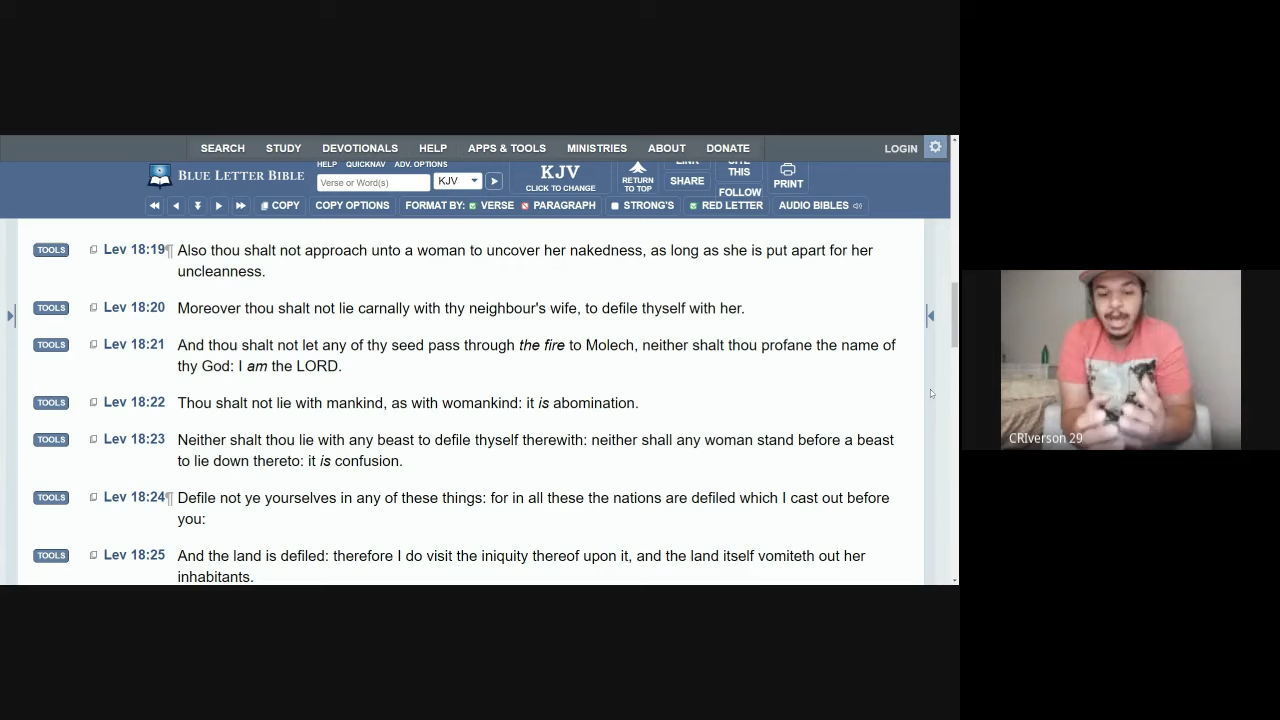 SEARCH STUDY DEVOTIONALS HELP APPS & TOOLS MINISTRIES ABOUT DONATE LOGIN
HELP QUICKNAV ADV. OPTIONS
BLUE LETTER BIBLE
Verse or Word(s) KJV
KJV
CLICK TO CHANGE
RETURN
TO TOP
LINK
SHARE
CITE
THIS
FOLLOW
PRINT
COPY COPY OPTIONS FORMAT BY: VERSE PARAGRAPH STRONG'S RED LETTER AUDIO BIBLES
TOOLS Lev 18:19¶ Also thou shalt not approach unto a woman to uncover her nakedness, as long as she is put apart for her
uncleanness.
TOOLS Lev 18:20 Moreover thou shalt not lie carnally with thy neighbour's wife, to defile thyself with her.
TOOLS Lev 18:21 And thou shalt not let any of thy seed pass through the fire to Molech, neither shalt thou profane the name of
thy God: I am the LORD.
TOOLS Lev 18:22 Thou shalt not lie with mankind, as with womankind: it is abomination.
TOOLS Lev 18:23 Neither shalt thou lie with any beast to defile thyself therewith: neither shall any woman stand before a beast
to lie down thereto: it is confusion.
TOOLS Lev 18:24¶ Defile not ye yourselves in any of these things: for in all these the nations are defiled which I cast out before
you:
TOOLS Lev 18:25 And the land is defiled: therefore I do visit the iniquity thereof upon it, and the land itself vomiteth out her
inhabitants.
CRIverson 29